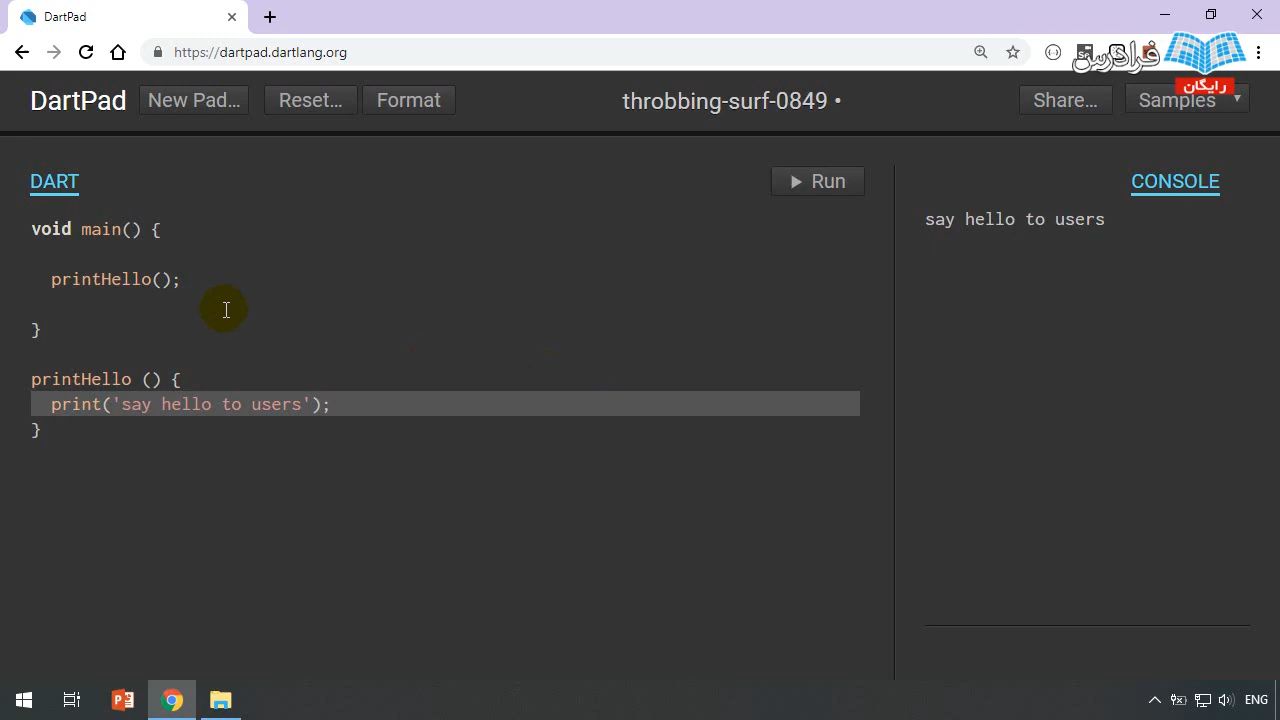 DartPad
https://dartpad.dartlang.org
فرادرس
رایگان
DartPad New Pad... Reset... Format throbbing-surf-0849 • Share... Samples
DART Run CONSOLE
void main() {
printHello();
}
printHello () {
print('say hello to users');
}
say hello to users
ENG